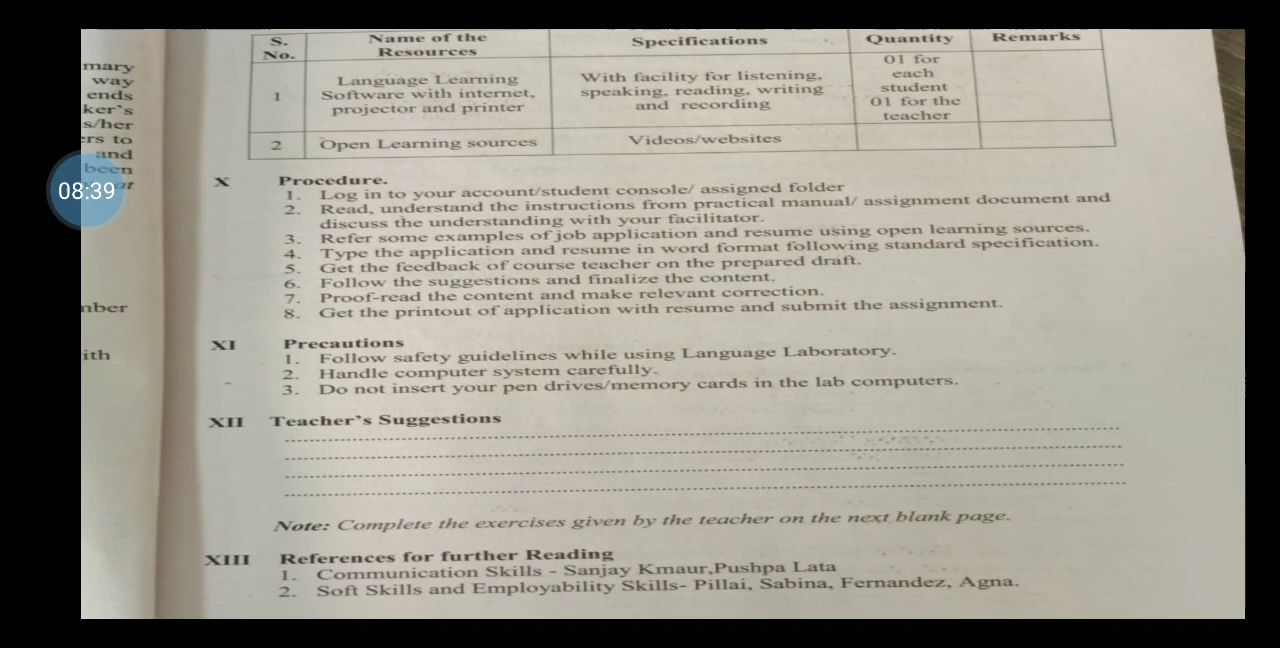 mary
way
ends
ker's
s/her
ers to
and
been
at
08:39
nber
ith
S. No. Name of the Resources Specifications Quantity Remarks
1 Language Learning Software with internet, projector and printer With facility for listening, speaking, reading, writing and recording 01 for each student 01 for the teacher
2 Open Learning sources Videos/websites
X Procedure.
1. Log in to your account/student console/ assigned folder
2. Read, understand the instructions from practical manual/ assignment document and
discuss the understanding with your facilitator.
3. Refer some examples of job application and resume using open learning sources.
4. Type the application and resume in word format following standard specification.
5. Get the feedback of course teacher on the prepared draft.
6. Follow the suggestions and finalize the content.
7. Proof-read the content and make relevant correction.
8. Get the printout of application with resume and submit the assignment.
XI Precautions
1. Follow safety guidelines while using Language Laboratory.
2. Handle computer system carefully.
3. Do not insert your pen drives/memory cards in the lab computers.
XII Teacher's Suggestions
Note: Complete the exercises given by the teacher on the next blank page.
XIII References for further Reading
1. Communication Skills - Sanjay Kmaur,Pushpa Lata
2. Soft Skills and Employability Skills- Pillai, Sabina, Fernandez, Agna.